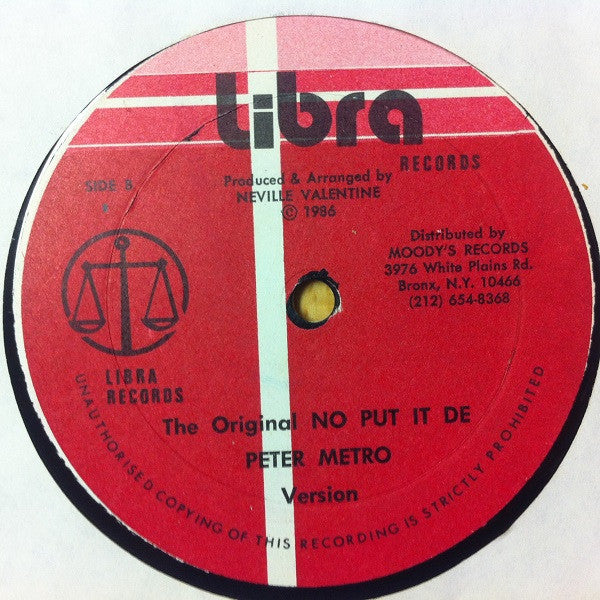 Libra
RECORDS
SIDE B
Produced & Arranged by
NEVILLE VALENTINE
© 1986
Distributed by
MOODY'S RECORDS
3976 White Plains Rd.
Bronx, N.Y. 10466
(212) 654-8368
LIBRA
RECORDS
The Original NO PUT IT DE
PETER METRO
Version
UNAUTHORISED COPYING OF THIS RECORDING IS STRICTLY PROHIBITED